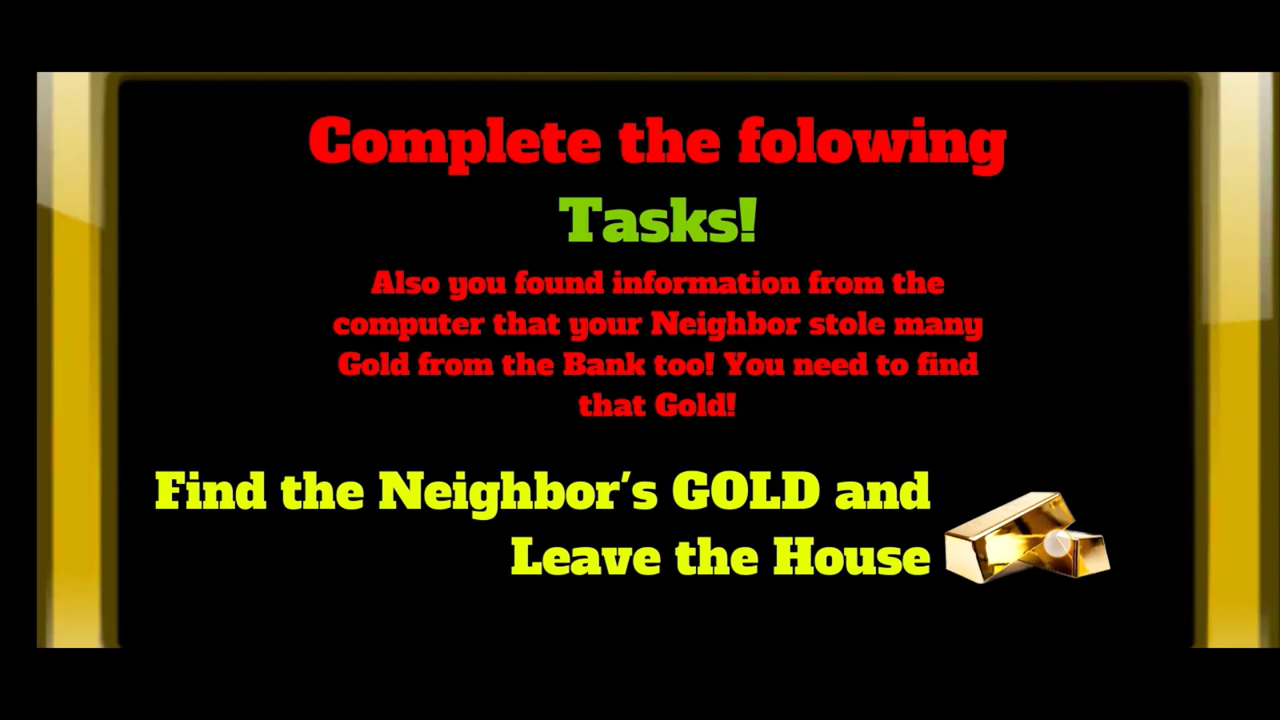 Complete the folowing
Tasks!
Also you found information from the
computer that your Neighbor stole many
Gold from the Bank too! You need to find
that Gold!
Find the Neighbor's GOLD and
Leave the House